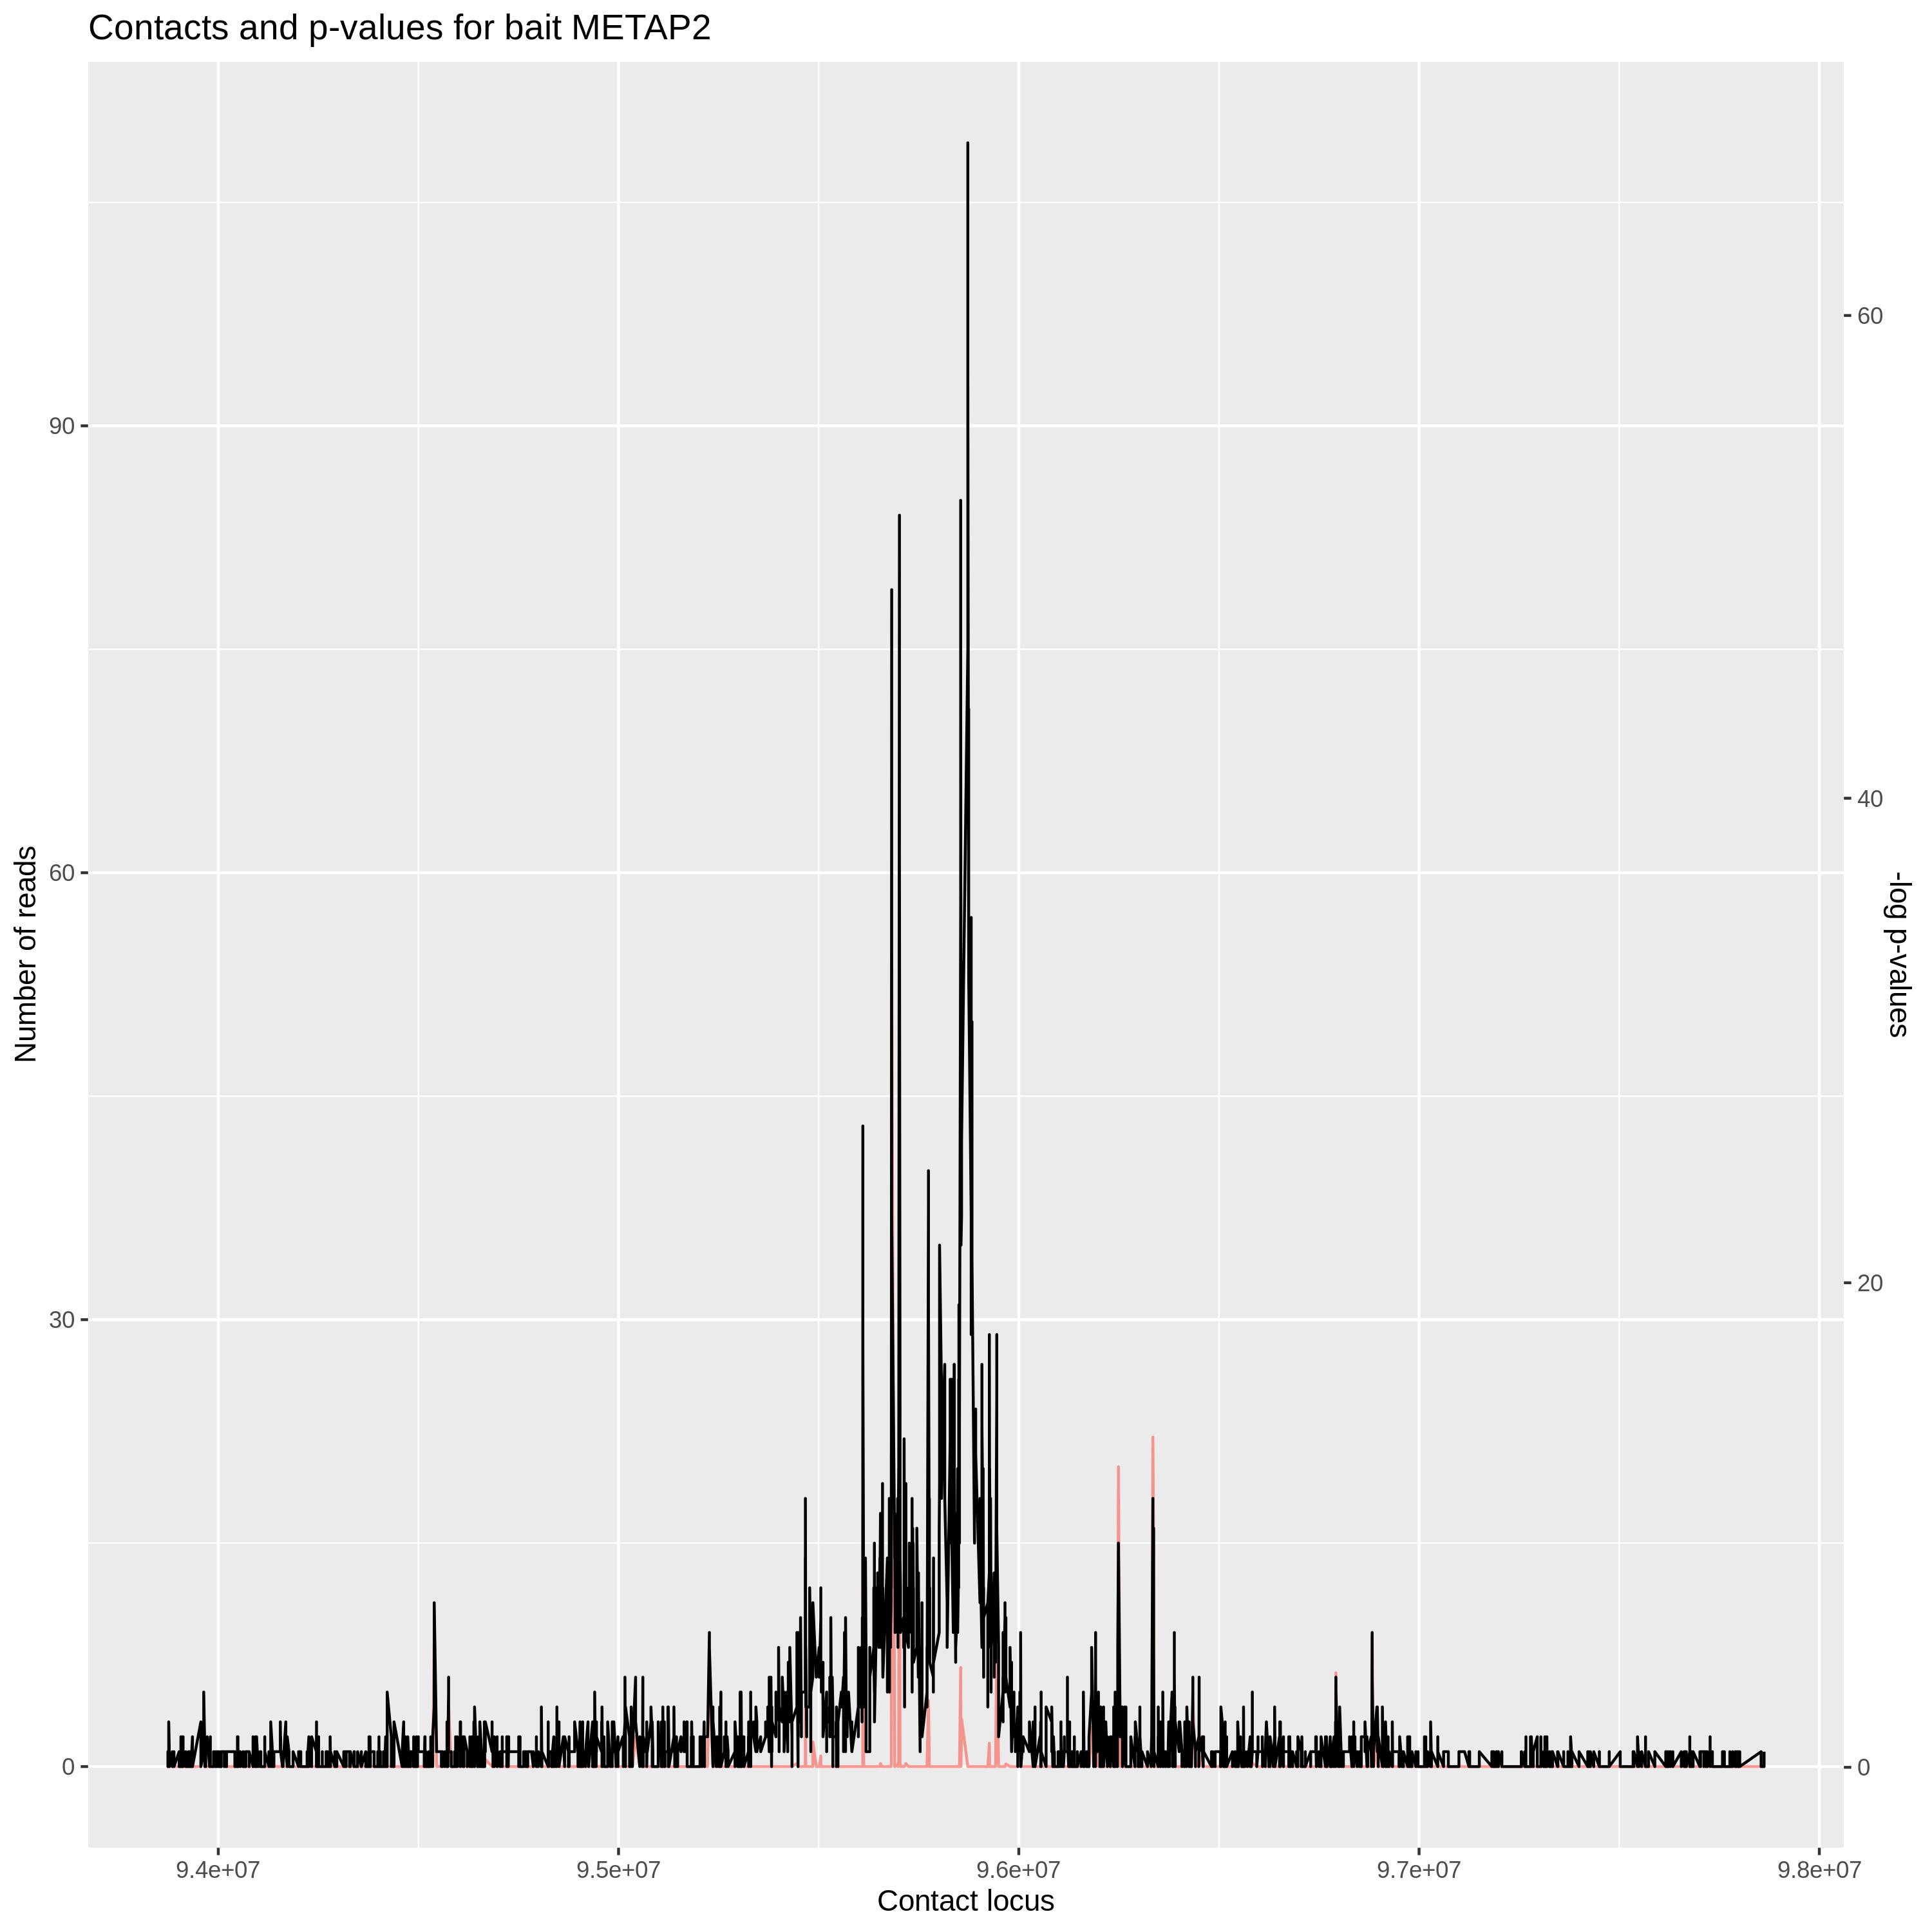 Contacts and p-values for bait METAP2
Number of reads
90
60
30
0
60
40
20
0
-log p-values
9.4e+07 9.5e+07 9.6e+07 9.7e+07 9.8e+07
Contact locus